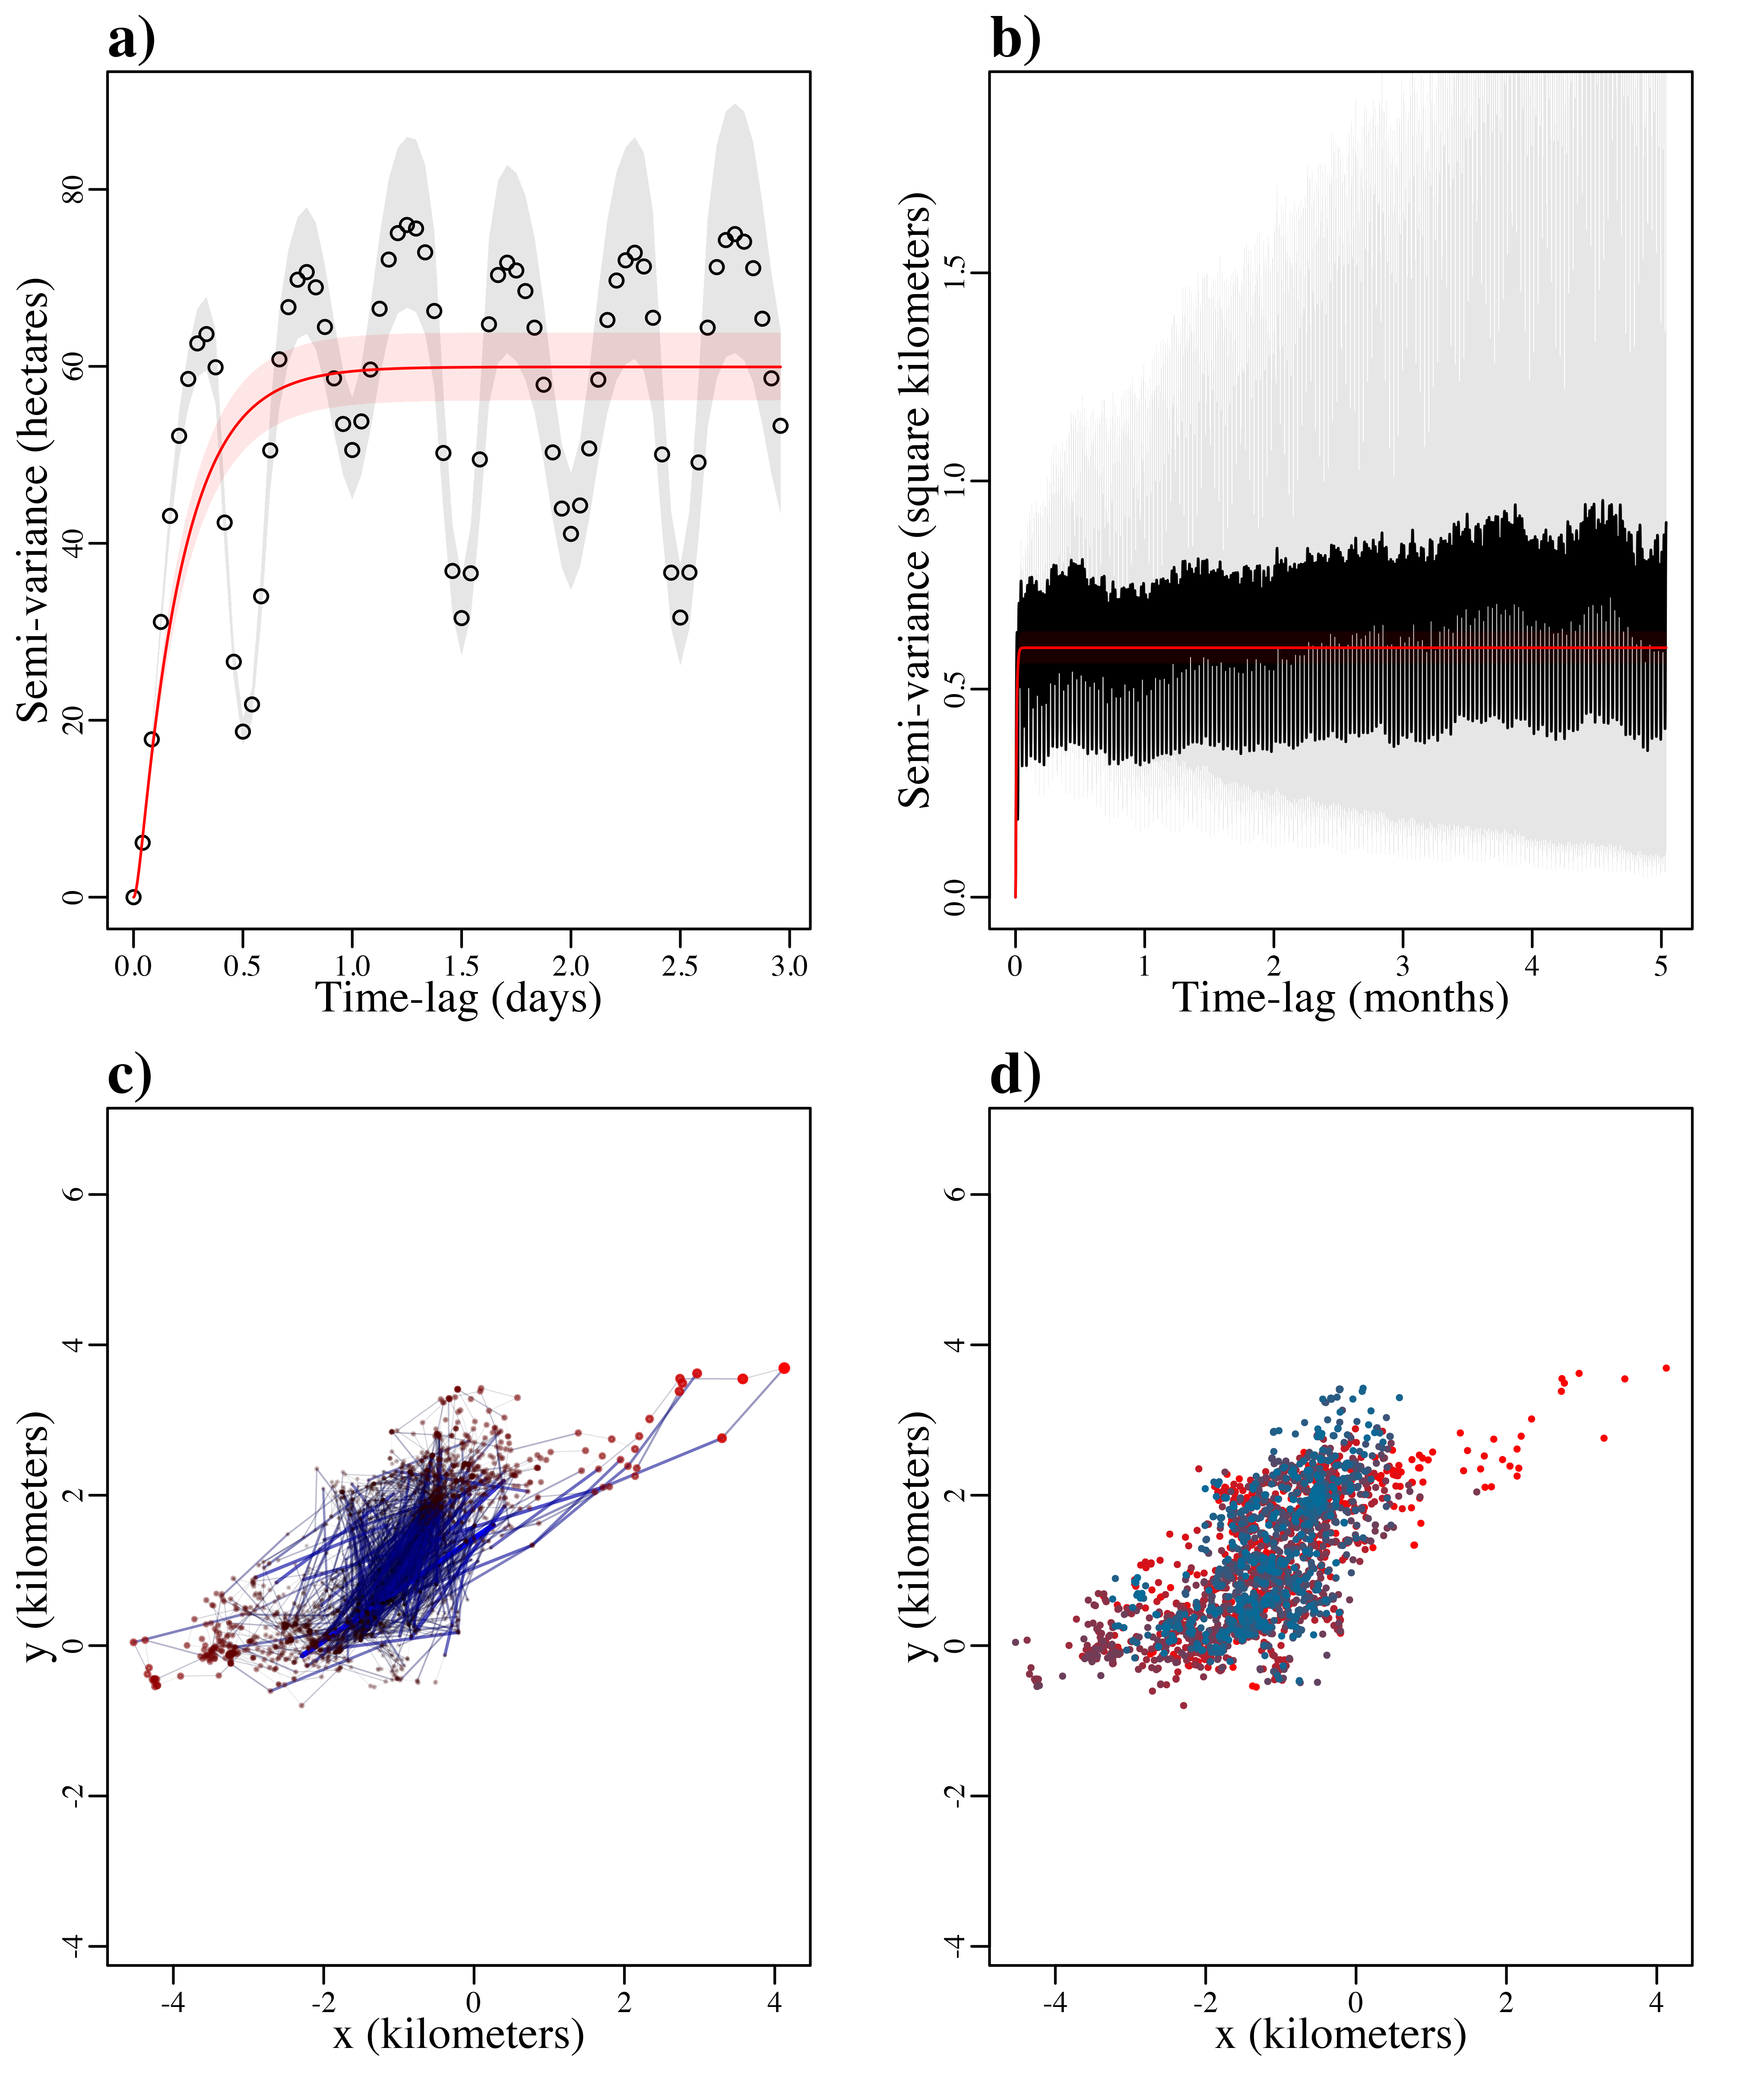 a)
Semi-variance (hectares)
0 20 40 60 80
0.0 0.5 1.0 1.5 2.0 2.5 3.0
Time-lag (days)
b)
Semi-variance (square kilometers)
0.0 0.5 1.0 1.5
0 1 2 3 4 5
Time-lag (months)
c)
y (kilometers)
-4 -2 0 2 4 6
-4 -2 0 2 4
x (kilometers)
d)
y (kilometers)
-4 -2 0 2 4 6
-4 -2 0 2 4
x (kilometers)